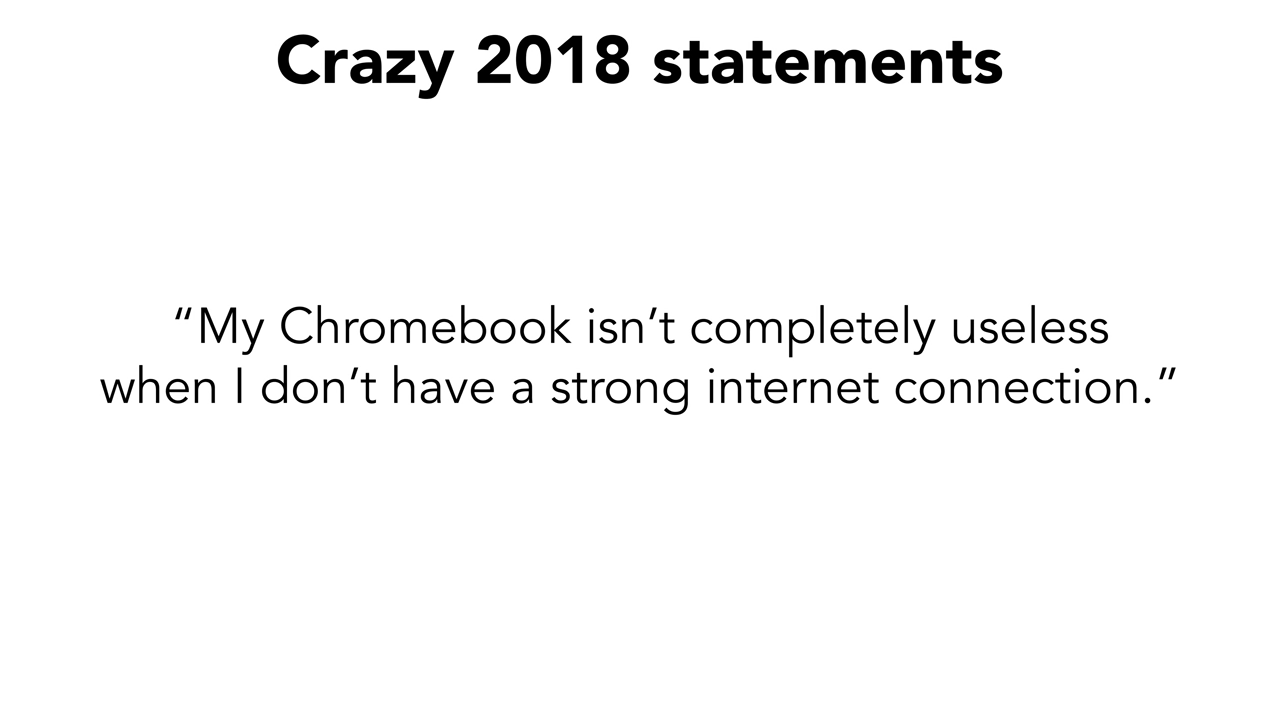 Crazy 2018 statements
“My Chromebook isn’t completely useless
when I don’t have a strong internet connection.”